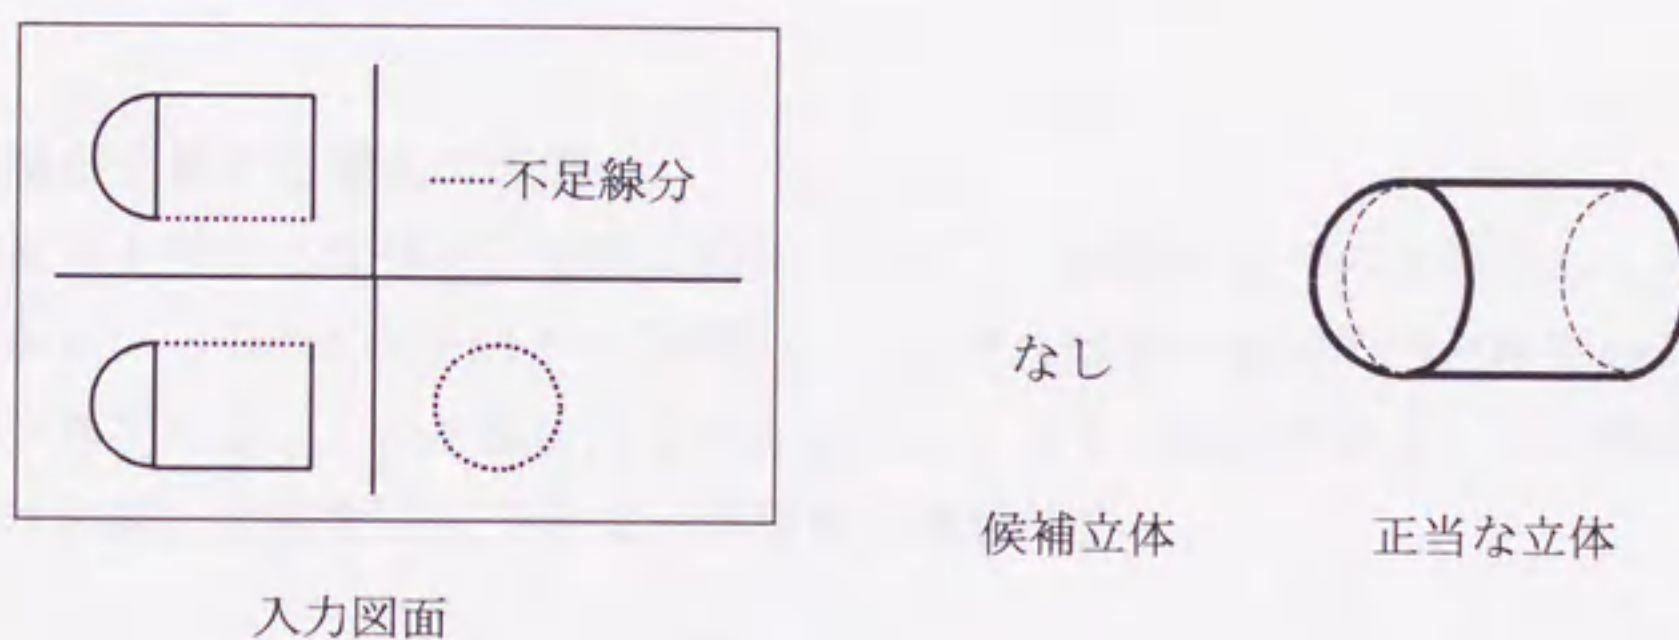 不足線分
なし
候補立体
正当な立体
入力図面